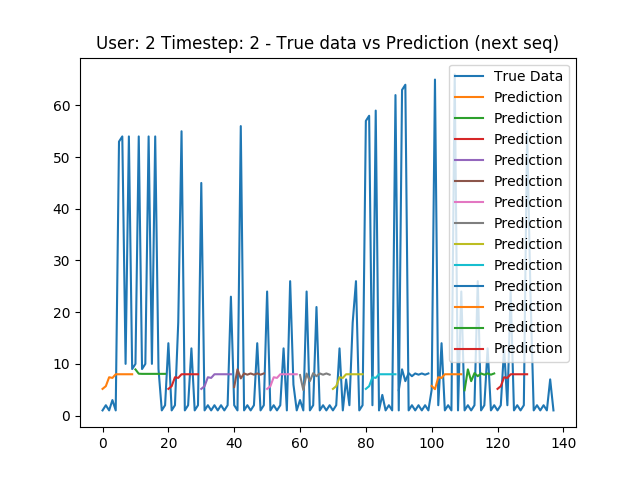 User: 2 Timestep: 2 - True data vs Prediction (next seq)
True Data
Prediction
Prediction
Prediction
Prediction
Prediction
Prediction
Prediction
Prediction
Prediction
Prediction
Prediction
Prediction
Prediction
60
50
40
30
20
10
0
0 20 40 60 80 100 120 140